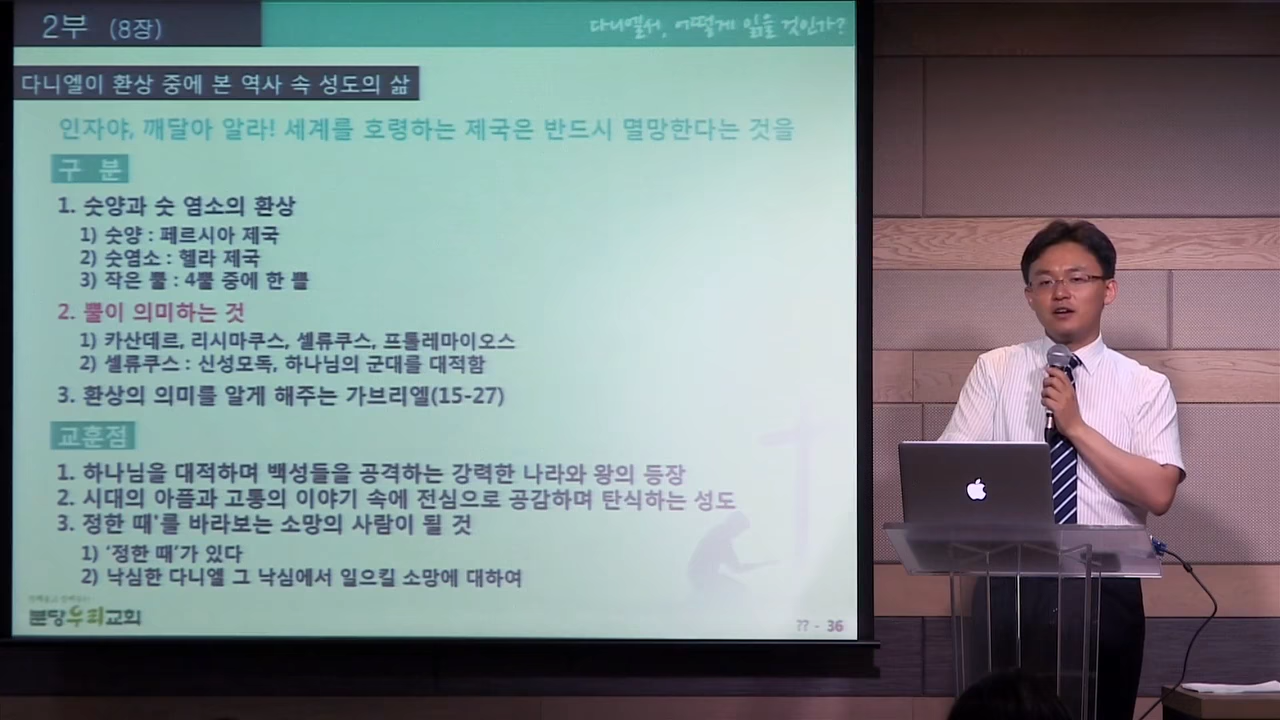 2부 (8장)
다니엘서, 어떻게 읽을 것인가?
다니엘이 환상 중에 본 역사 속 성도의 삶
인자야, 깨달아 알라! 세계를 호령하는 제국은 반드시 멸망한다는 것을
구 분
1. 숫양과 숫 염소의 환상
1) 숫양 : 페르시아 제국
2) 숫염소 : 헬라 제국
3) 작은 뿔 : 4뿔 중에 한 뿔
2. 뿔이 의미하는 것
1) 카산데르, 리시마쿠스, 셀류쿠스, 프톨레마이오스
2) 셀류쿠스 : 신성모독, 하나님의 군대를 대적함
3. 환상의 의미를 알게 해주는 가브리엘(15-27)
교훈점
1. 하나님을 대적하며 백성들을 공격하는 강력한 나라와 왕의 등장
2. 시대의 아픔과 고통의 이야기 속에 전심으로 공감하며 탄식하는 성도
3. 정한 때'를 바라보는 소망의 사람이 될 것
1) '정한 때'가 있다
2) 낙심한 다니엘 그 낙심에서 일으킬 소망에 대하여
분당우리교회
?? - 36